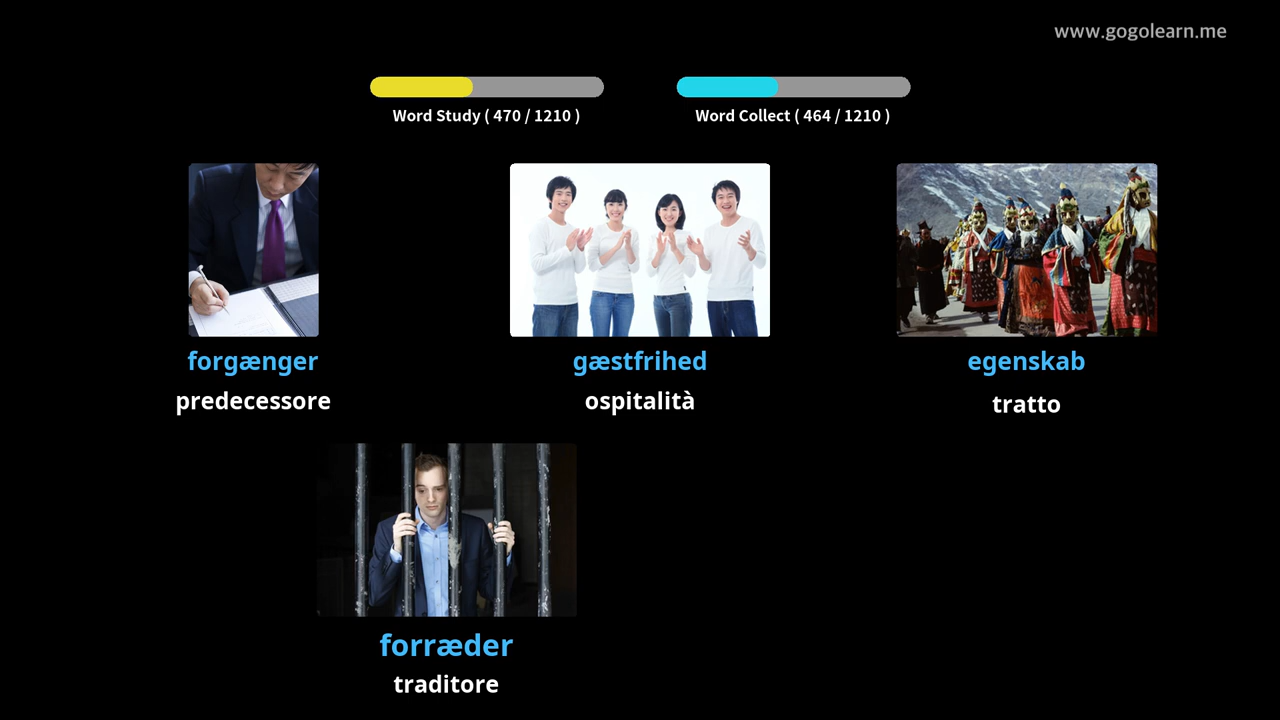 www.gogolearn.me
Word Study ( 470 / 1210 )
Word Collect ( 464 / 1210 )
forgænger
predecessore
gæstfrihed
ospitalità
egenskab
tratto
forræder
traditore